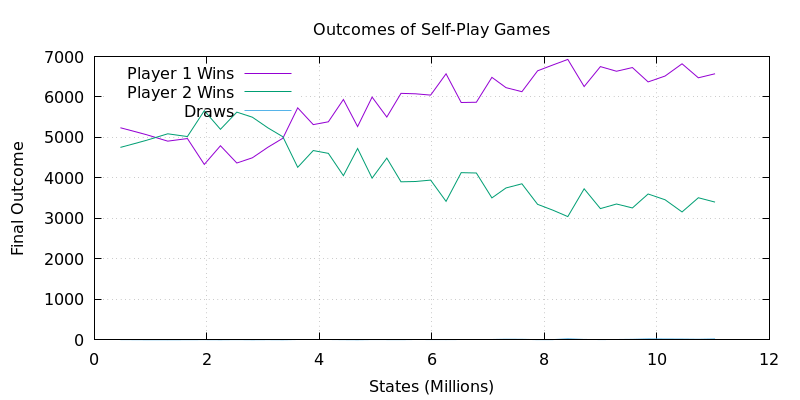 Outcomes of Self-Play Games
7000
6000
5000
4000
3000
2000
1000
0
Final Outcome
Player 1 Wins
Player 2 Wins
Draws
0 2 4 6 8 10 12
States (Millions)